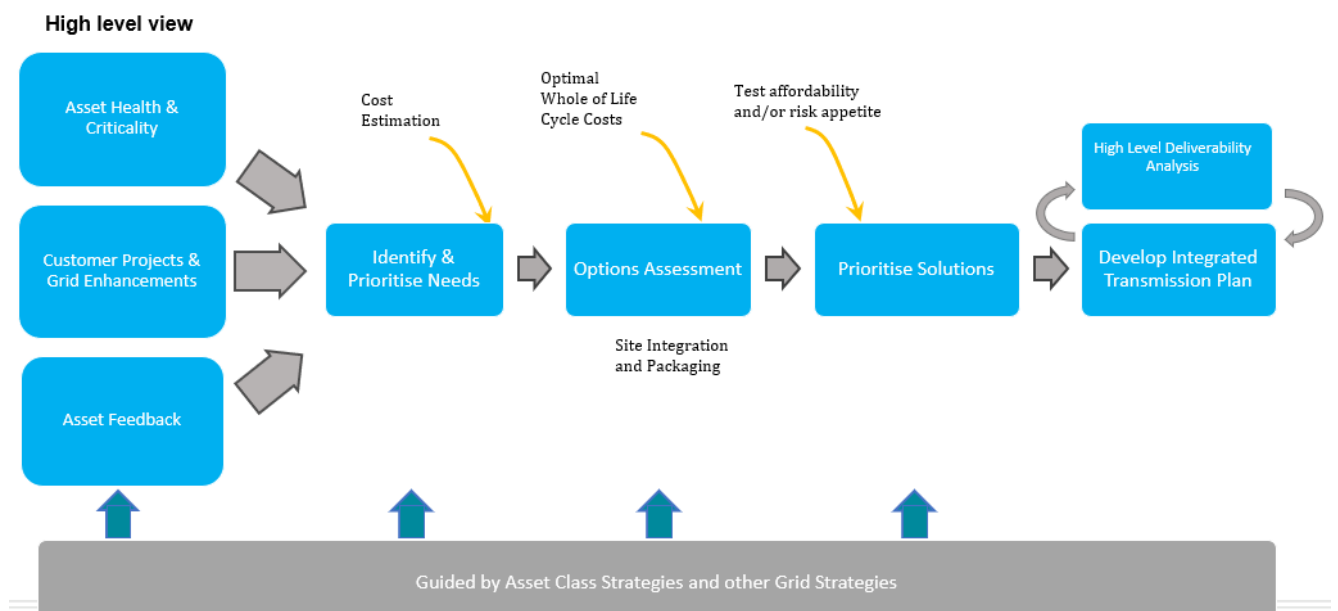 High level view
Asset Health &
Criticality
Customer Projects &
Grid Enhancements
Asset Feedback
Cost
Estimation
Identify &
Prioritise Needs
Optimal
Whole of Life
Cycle Costs
Options Assessment
Site Integration
and Packaging
Test affordability
and/or risk appetite
Prioritise Solutions
High Level Deliverability
Analysis
Develop Integrated
Transmission Plan
Guided by Asset Class Strategies and other Grid Strategies